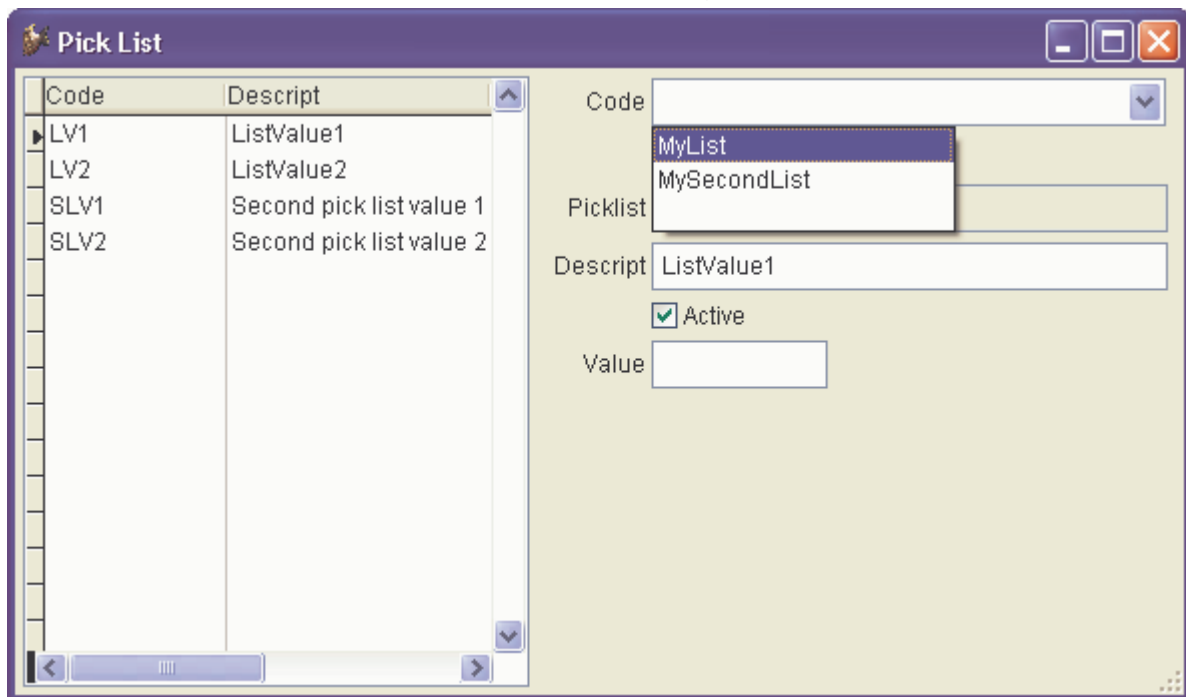 Pick List
Code Descript
LV1 ListValue1
LV2 ListValue2
SLV1 Second pick list value 1
SLV2 Second pick list value 2
Code
MyList
MySecondList
Picklist
Descript ListValue1
Active
Value